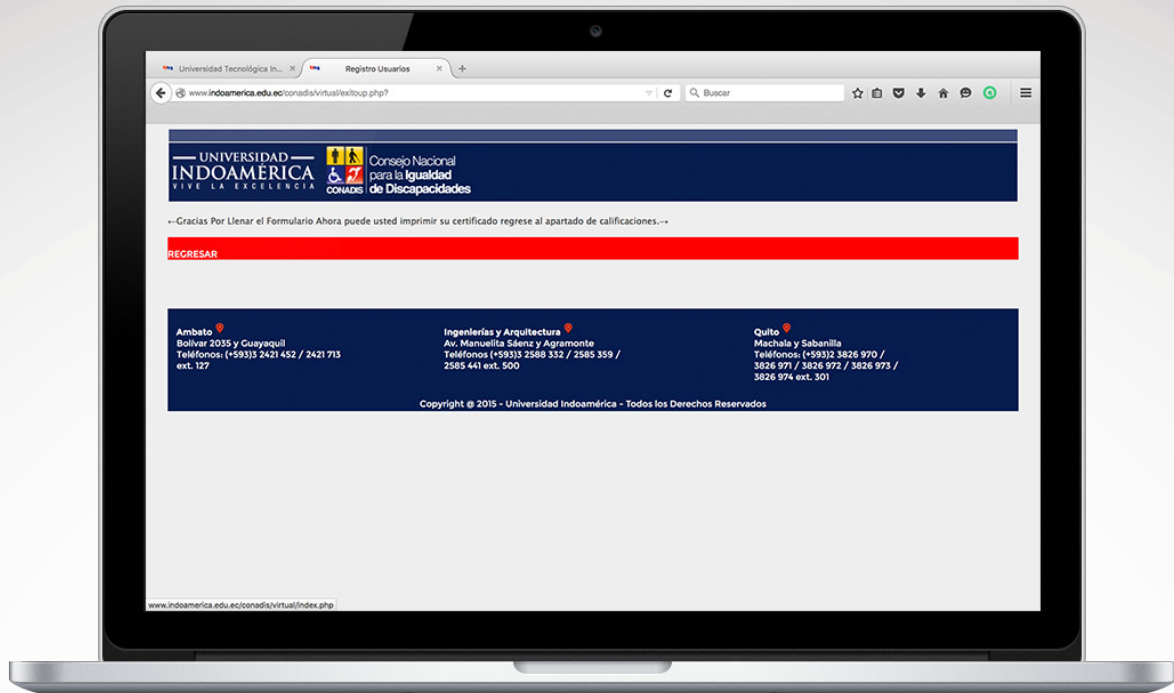 Universidad Tecnológica In...
Registro Usuarios
www.indoamerica.edu.ec/conadis/virtual/exitoup.php?
Buscar
UNIVERSIDAD
INDOAMÉRICA
VIVE LA EXCELENCIA
CONADIS
Consejo Nacional
para la Igualdad
de Discapacidades
←Gracias Por Llenar el Formulario Ahora puede usted imprimir su certificado regrese al apartado de calificaciones.→
REGRESAR
Ambato
Bolívar 2035 y Guayaquil
Teléfonos: (+593)3 2421 452 / 2421 713
ext. 127
Ingenierías y Arquitectura
Av. Manuelita Sáenz y Agramonte
Teléfonos (+593)3 2588 332 / 2585 359 /
2585 441 ext. 500
Quito
Machala y Sabanilla
Teléfonos: (+593)2 3826 970 /
3826 971 / 3826 972 / 3826 973 /
3826 974 ext. 301
Copyright @ 2015 - Universidad Indoamérica - Todos los Derechos Reservados
www.indoamerica.edu.ec/conadis/virtual/index.php